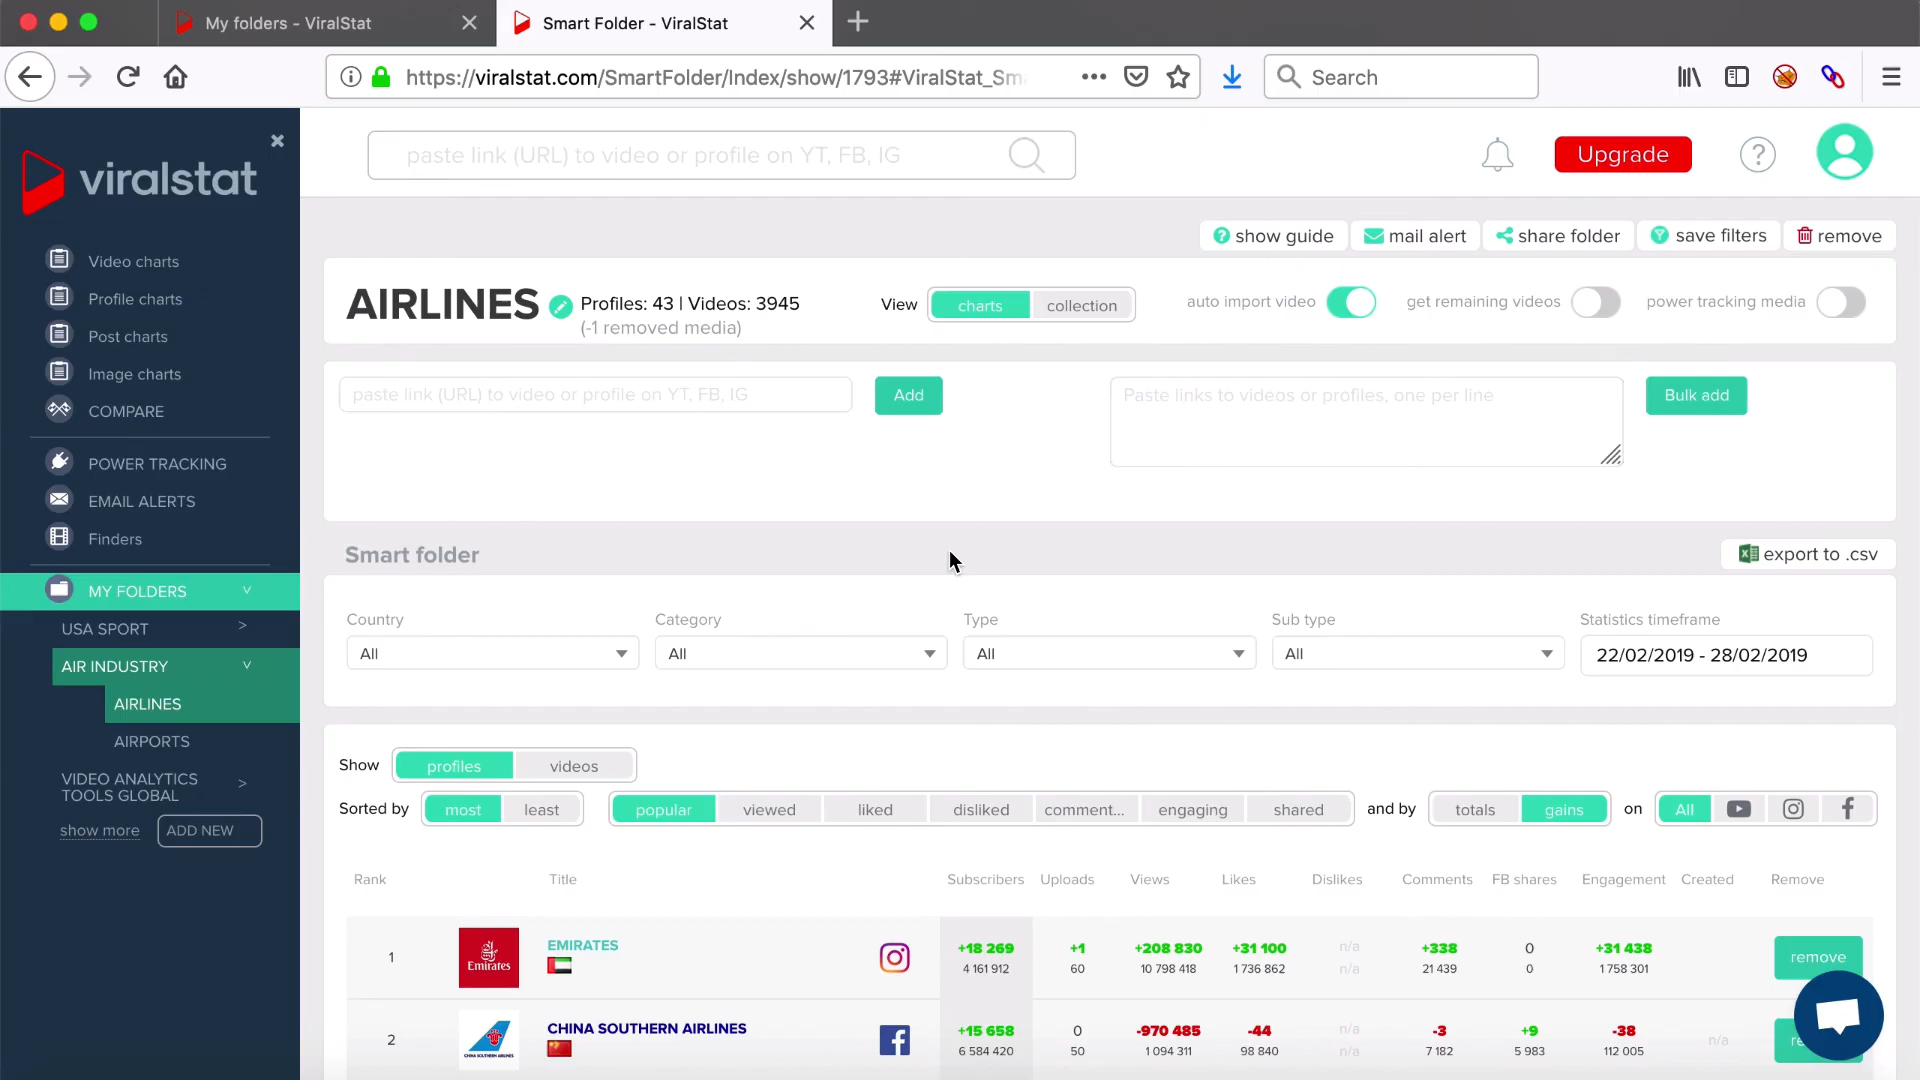 My folders - ViralStat
Smart Folder - ViralStat
https://viralstat.com/SmartFolder/Index/show/1793#ViralStat_Sm
Search
viralstat
paste link (URL) to video or profile on YT, FB, IG
Upgrade
Video charts
Profile charts
Post charts
Image charts
COMPARE
POWER TRACKING
EMAIL ALERTS
Finders
MY FOLDERS
USA SPORT
AIR INDUSTRY
AIRLINES
AIRPORTS
VIDEO ANALYTICS
TOOLS GLOBAL
show more
ADD NEW
show guide
mail alert
share folder
save filters
remove
AIRLINES
Profiles: 43 | Videos: 3945
(-1 removed media)
View charts collection
auto import video
get remaining videos
power tracking media
paste link (URL) to video or profile on YT, FB, IG
Add
Paste links to videos or profiles, one per line
Bulk add
Smart folder
export to .csv
Country Category Type Sub type Statistics timeframe
All All All All 22/02/2019 - 28/02/2019
Show profiles videos
Sorted by most least popular viewed liked disliked comment... engaging shared and by totals gains on All
Rank Title Subscribers Uploads Views Likes Dislikes Comments FB shares Engagement Created Remove
1 Emirates EMIRATES +18 269 +1 +208 830 +31 100 n/a +338 0 +31 438 remove
4 161 912 60 10 798 418 1 736 862 n/a 21 439 0 1 758 301
2 CHINA SOUTHERN AIRLINES CHINA SOUTHERN AIRLINES +15 658 0 -970 485 -44 n/a -3 +9 -38 n/a re
6 584 420 50 1 094 311 98 840 n/a 7 182 5 983 112 005